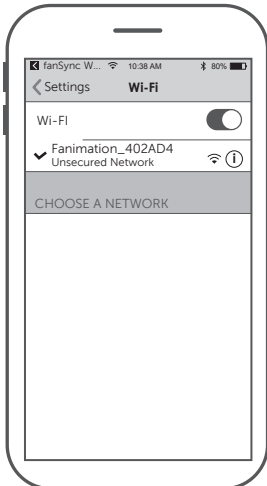 fanSync W... 10:38 AM 80%
Settings Wi-Fi
Wi-FI
Fanimation_402AD4
Unsecured Network
CHOOSE A NETWORK